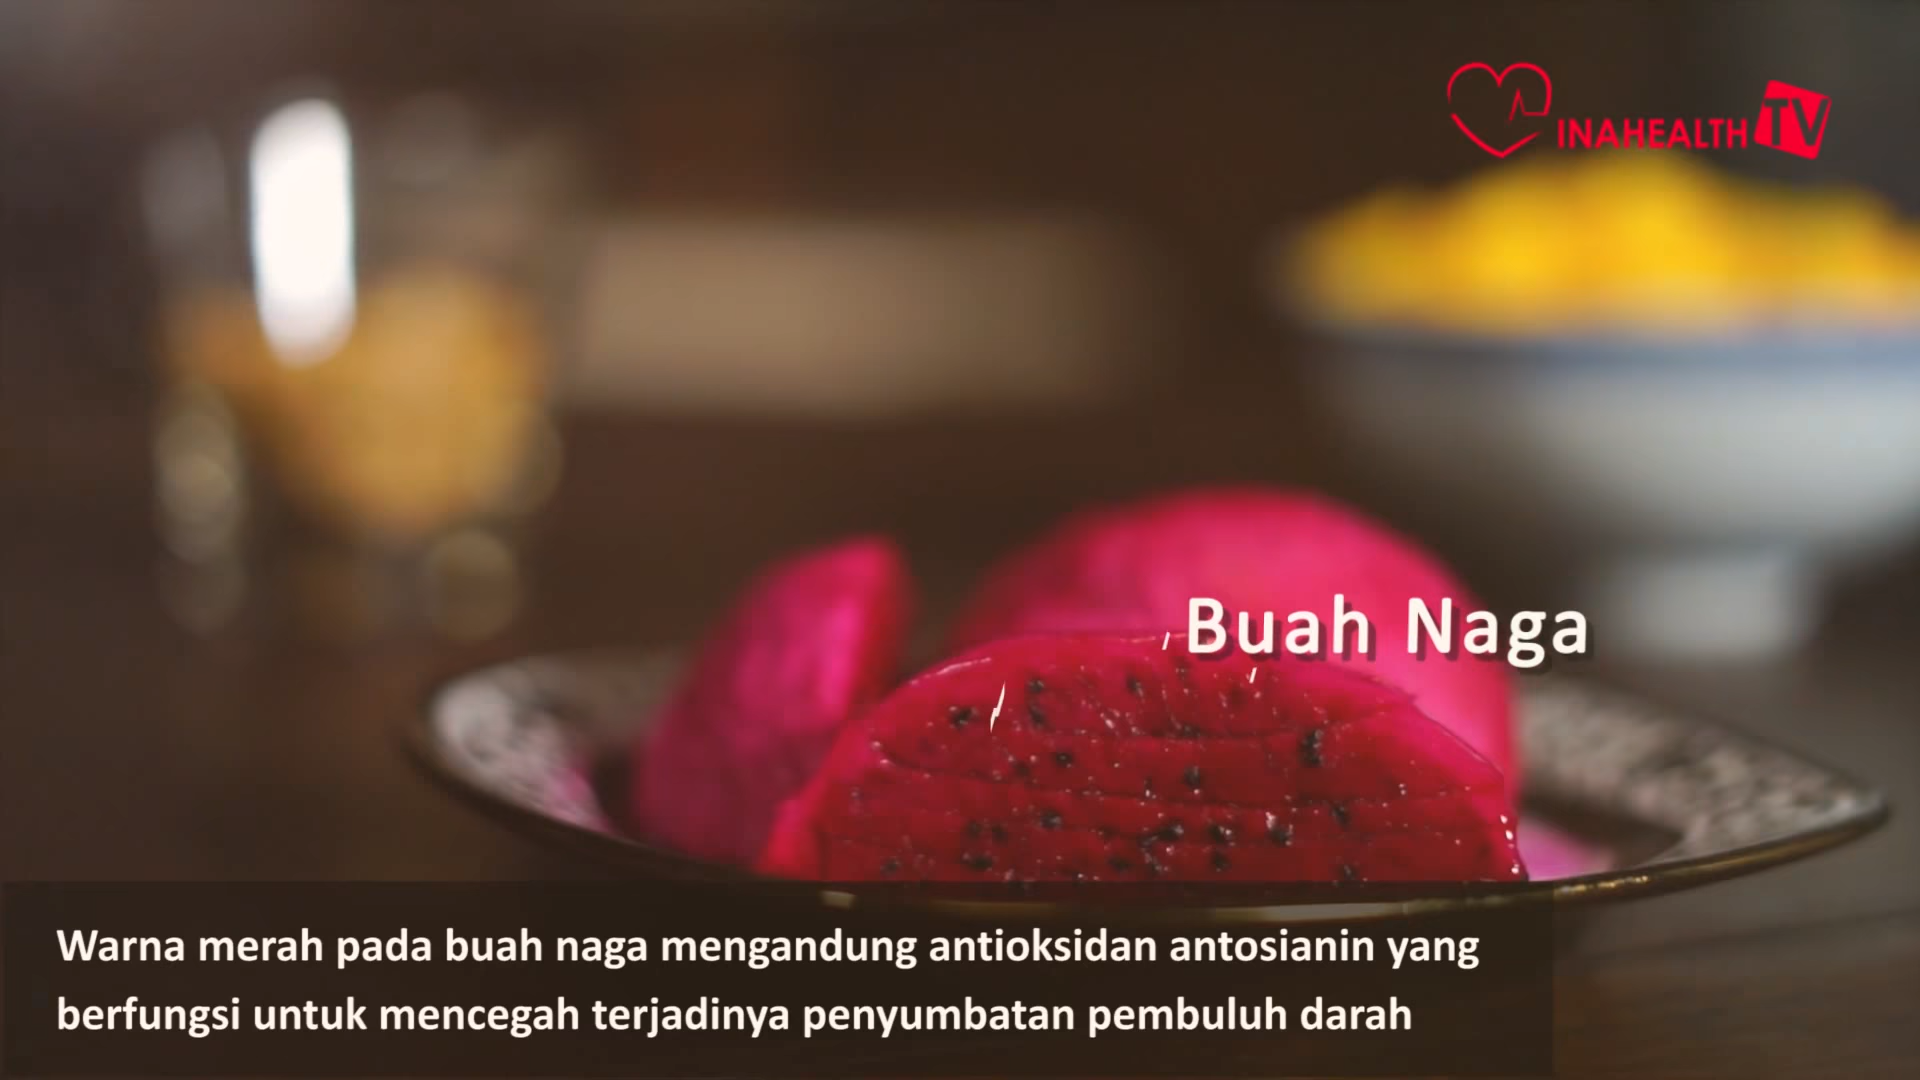 INAHEALTH TV
Buah Naga
Warna merah pada buah naga mengandung antioksidan antosianin yang
berfungsi untuk mencegah terjadinya penyumbatan pembuluh darah